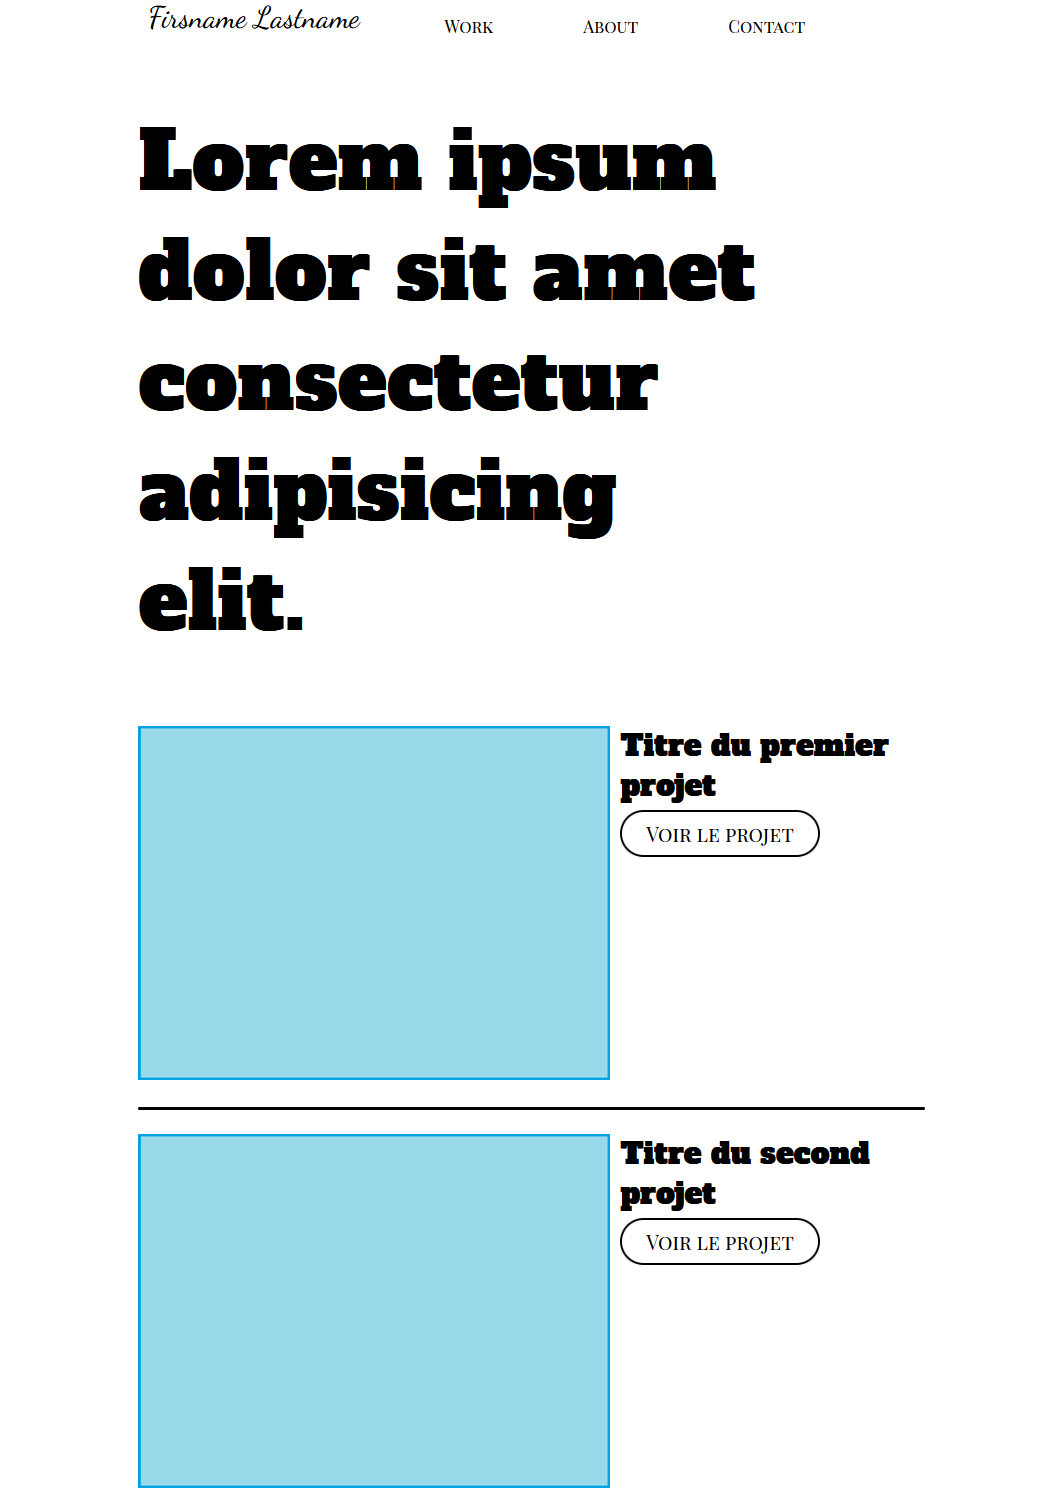 Firsname Lastname
Work About Contact
Lorem ipsum
dolor sit amet
consectetur
adipisicing
elit.
Titre du premier
projet
Voir le projet
Titre du second
projet
Voir le projet